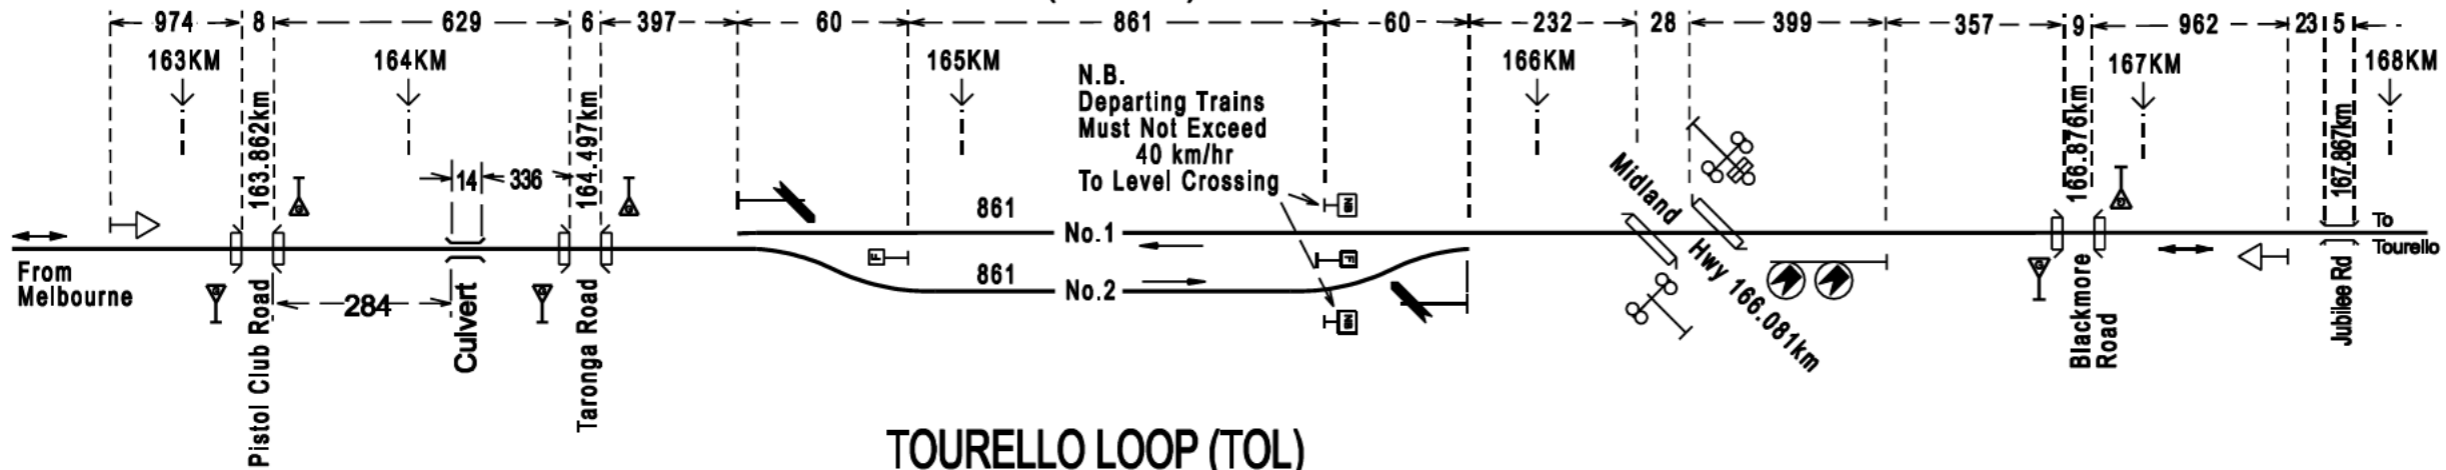 974 8 629 6 397 60 861 60 232 28 399 357 9 962 23 5
163KM 164KM 165KM 166KM 167KM 168KM
163.862km
164.497km
166.876km
167.867km
N.B.
Departing Trains
Must Not Exceed
40 km/hr
To Level Crossing
14 336
861
No.1
861
No.2
F
F
NB
NB
G
G
G
G
Midland
Hwy 166.081km
From
Melbourne
To
Tourello
284
Pistol Club Road
Culvert
Taronga Road
Blackmore
Road
Jubilee Rd
TOURELLO LOOP (TOL)